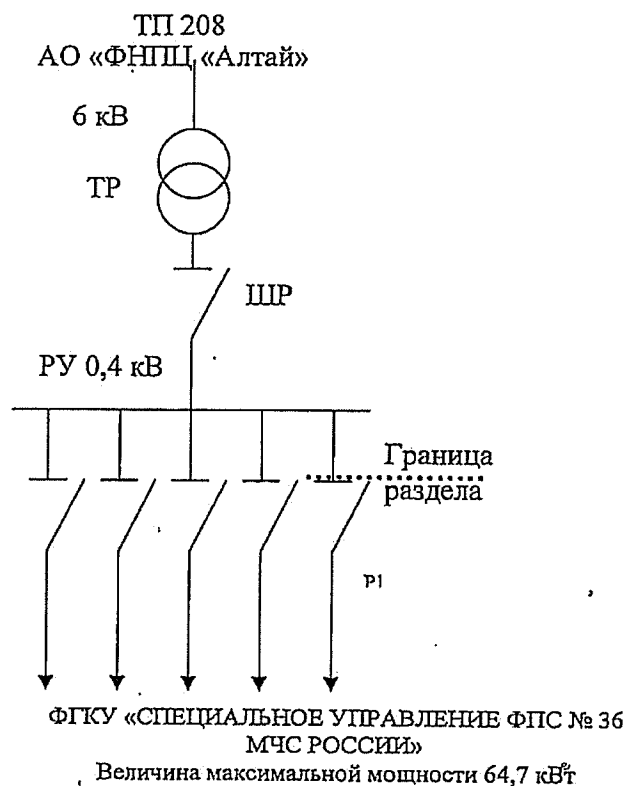 ТП 208
АО «ФНПЦ «Алтай»
6 кВ
ТР
ШР
РУ 0,4 кВ
Граница
раздела
Р1
ФГКУ «СПЕЦИАЛЬНОЕ УПРАВЛЕНИЕ ФПС № 36
МЧС РОССИИ»
Величина максимальной мощности 64,7 кВт